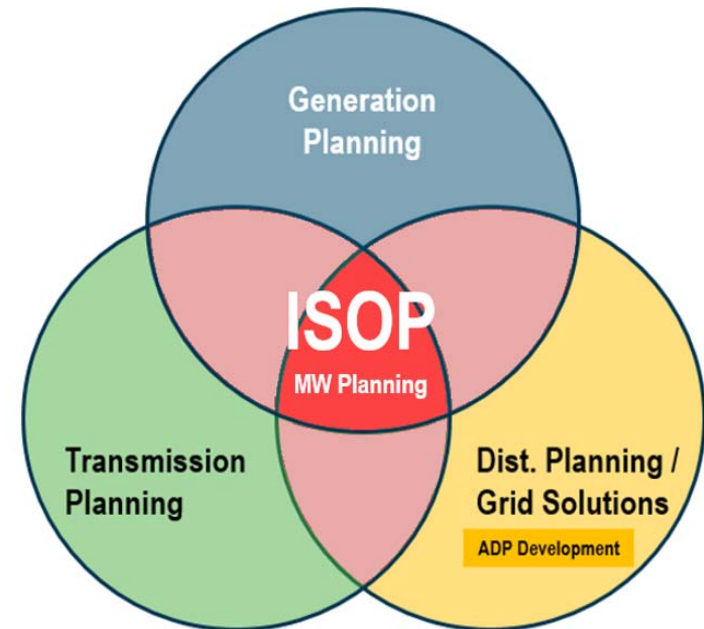 Generation
Planning
ISOP
MW Planning
Transmission
Planning
Dist. Planning /
Grid Solutions
ADP Development